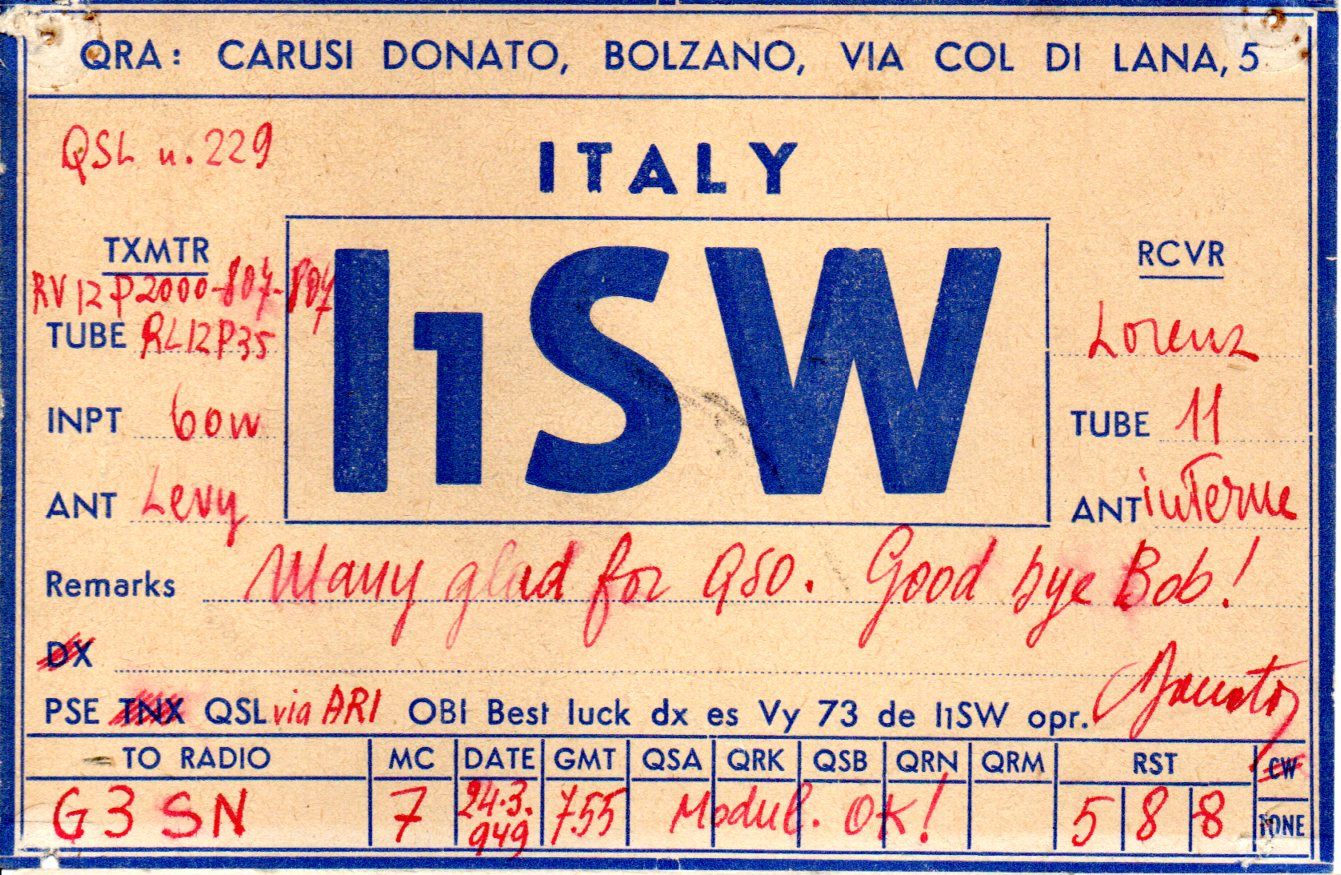 QRA: CARUSI DONATO, BOLZANO, VIA COL DI LANA, 5
QSL n. 229
ITALY
TXMTR
RV12P2000-807-807
TUBE RL12P35
INPT 60W
ANT Levy
I1SW
RCVR
Lorenz
TUBE 11
ANT interne
Remarks Many glad for QSO. Good bye Bob!
DX
PSE TNX QSL via ARI OBI Best luck dx es Vy 73 de I1SW opr. Donato
TO RADIO MC DATE GMT QSA QRK QSB QRN QRM RST CW
G3SN 7 24.3.949 755 Modul. OK! 5 8 8 TONE